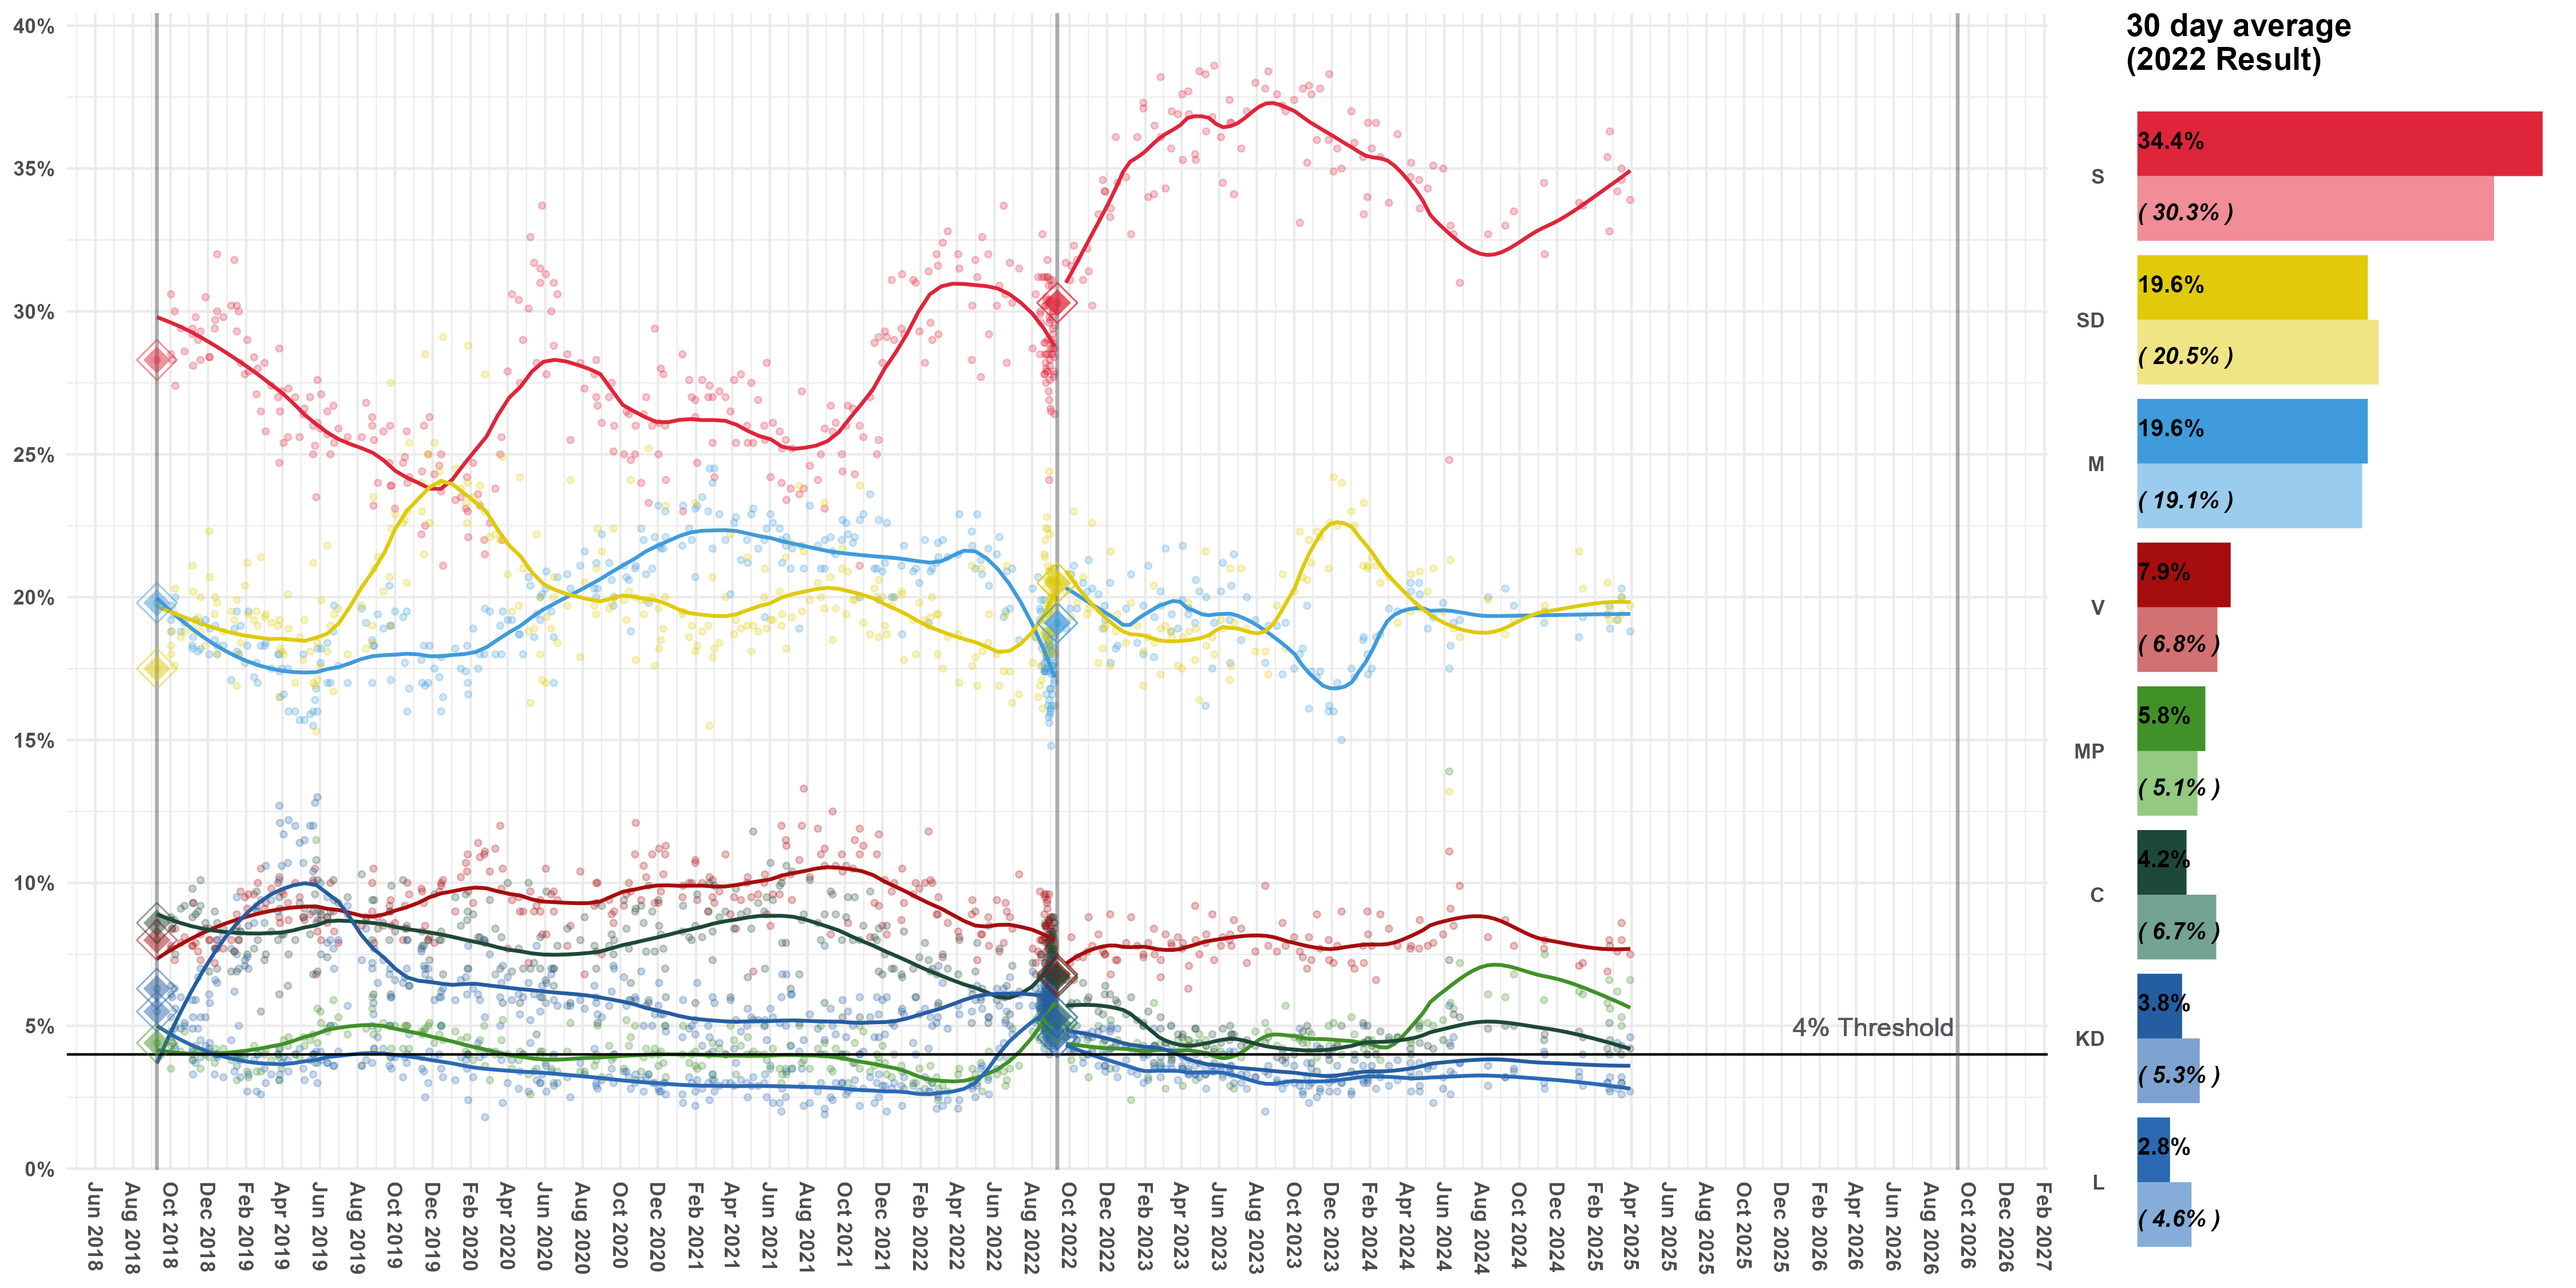 40%
35%
30%
25%
20%
15%
10%
5%
0%
4% Threshold
Jun 2018
Aug 2018
Oct 2018
Dec 2018
Feb 2019
Apr 2019
Jun 2019
Aug 2019
Oct 2019
Dec 2019
Feb 2020
Apr 2020
Jun 2020
Aug 2020
Oct 2020
Dec 2020
Feb 2021
Apr 2021
Jun 2021
Aug 2021
Oct 2021
Dec 2021
Feb 2022
Apr 2022
Jun 2022
Aug 2022
Oct 2022
Dec 2022
Feb 2023
Apr 2023
Jun 2023
Aug 2023
Oct 2023
Dec 2023
Feb 2024
Apr 2024
Jun 2024
Aug 2024
Oct 2024
Dec 2024
Feb 2025
Apr 2025
Jun 2025
Aug 2025
Oct 2025
Dec 2025
Feb 2026
Apr 2026
Jun 2026
Aug 2026
Oct 2026
Dec 2026
Feb 2027
30 day average
(2022 Result)
S
34.4%
( 30.3% )
SD
19.6%
( 20.5% )
M
19.6%
( 19.1% )
V
7.9%
( 6.8% )
MP
5.8%
( 5.1% )
C
4.2%
( 6.7% )
KD
3.8%
( 5.3% )
L
2.8%
( 4.6% )